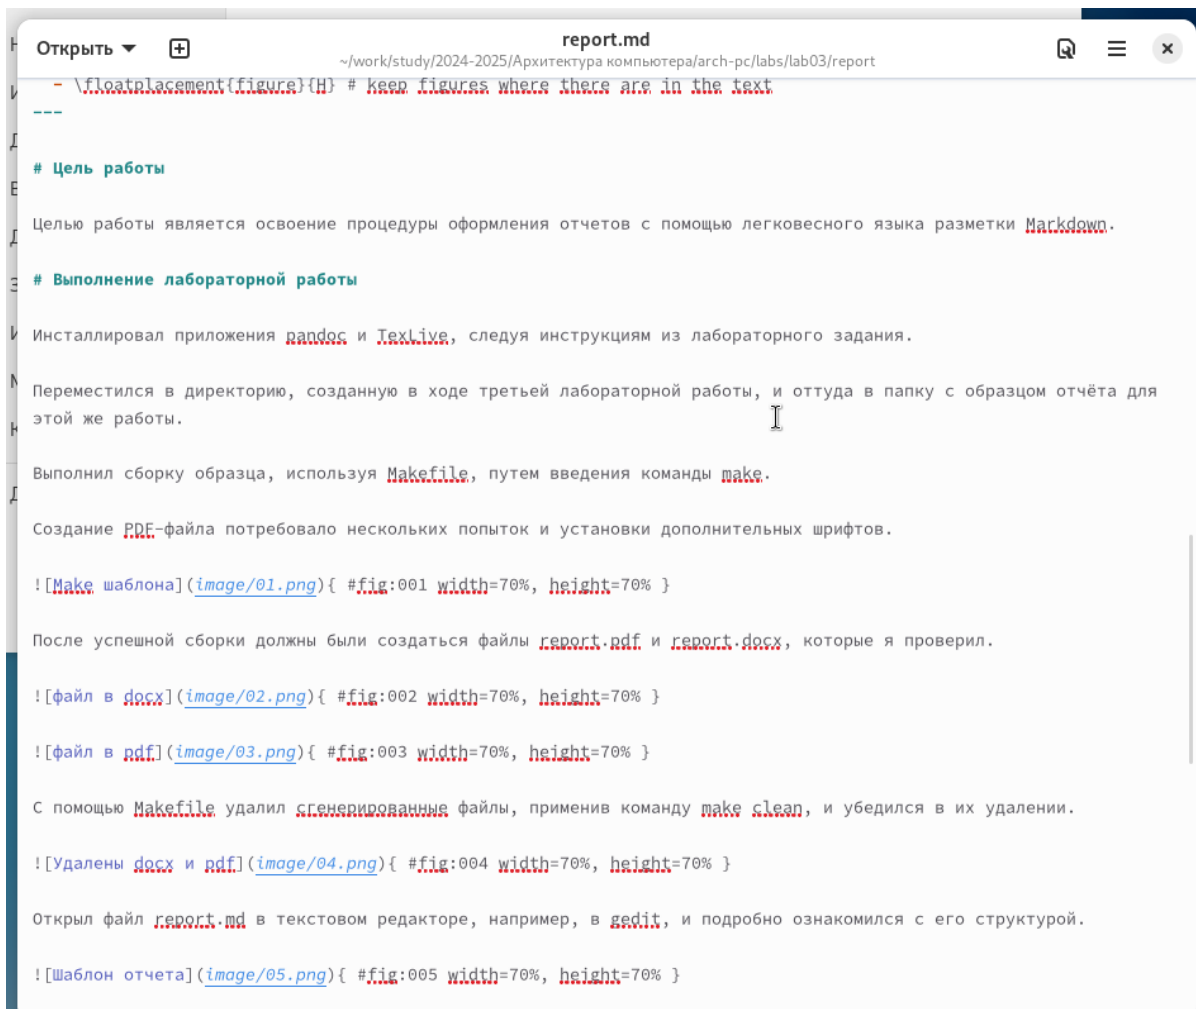 Открыть
report.md
~/work/study/2024-2025/Архитектура компьютера/arch-pc/labs/lab03/report
- \floatplacement{figure}{H} # keep figures where there are in the text
---
# Цель работы
Целью работы является освоение процедуры оформления отчетов с помощью легковесного языка разметки Markdown.
# Выполнение лабораторной работы
Инсталлировал приложения pandoc и TexLive, следуя инструкциям из лабораторного задания.
Переместился в директорию, созданную в ходе третьей лабораторной работы, и оттуда в папку с образцом отчёта для
этой же работы.
Выполнил сборку образца, используя Makefile, путем введения команды make.
Создание PDF-файла потребовало нескольких попыток и установки дополнительных шрифтов.
![Make шаблона](image/01.png){ #fig:001 width=70%, height=70% }
После успешной сборки должны были создаться файлы report.pdf и report.docx, которые я проверил.
![файл в docx](image/02.png){ #fig:002 width=70%, height=70% }
![файл в pdf](image/03.png){ #fig:003 width=70%, height=70% }
С помощью Makefile удалил сгенерированные файлы, применив команду make clean, и убедился в их удалении.
![Удалены docx и pdf](image/04.png){ #fig:004 width=70%, height=70% }
Открыл файл report.md в текстовом редакторе, например, в gedit, и подробно ознакомился с его структурой.
![Шаблон отчета](image/05.png){ #fig:005 width=70%, height=70% }